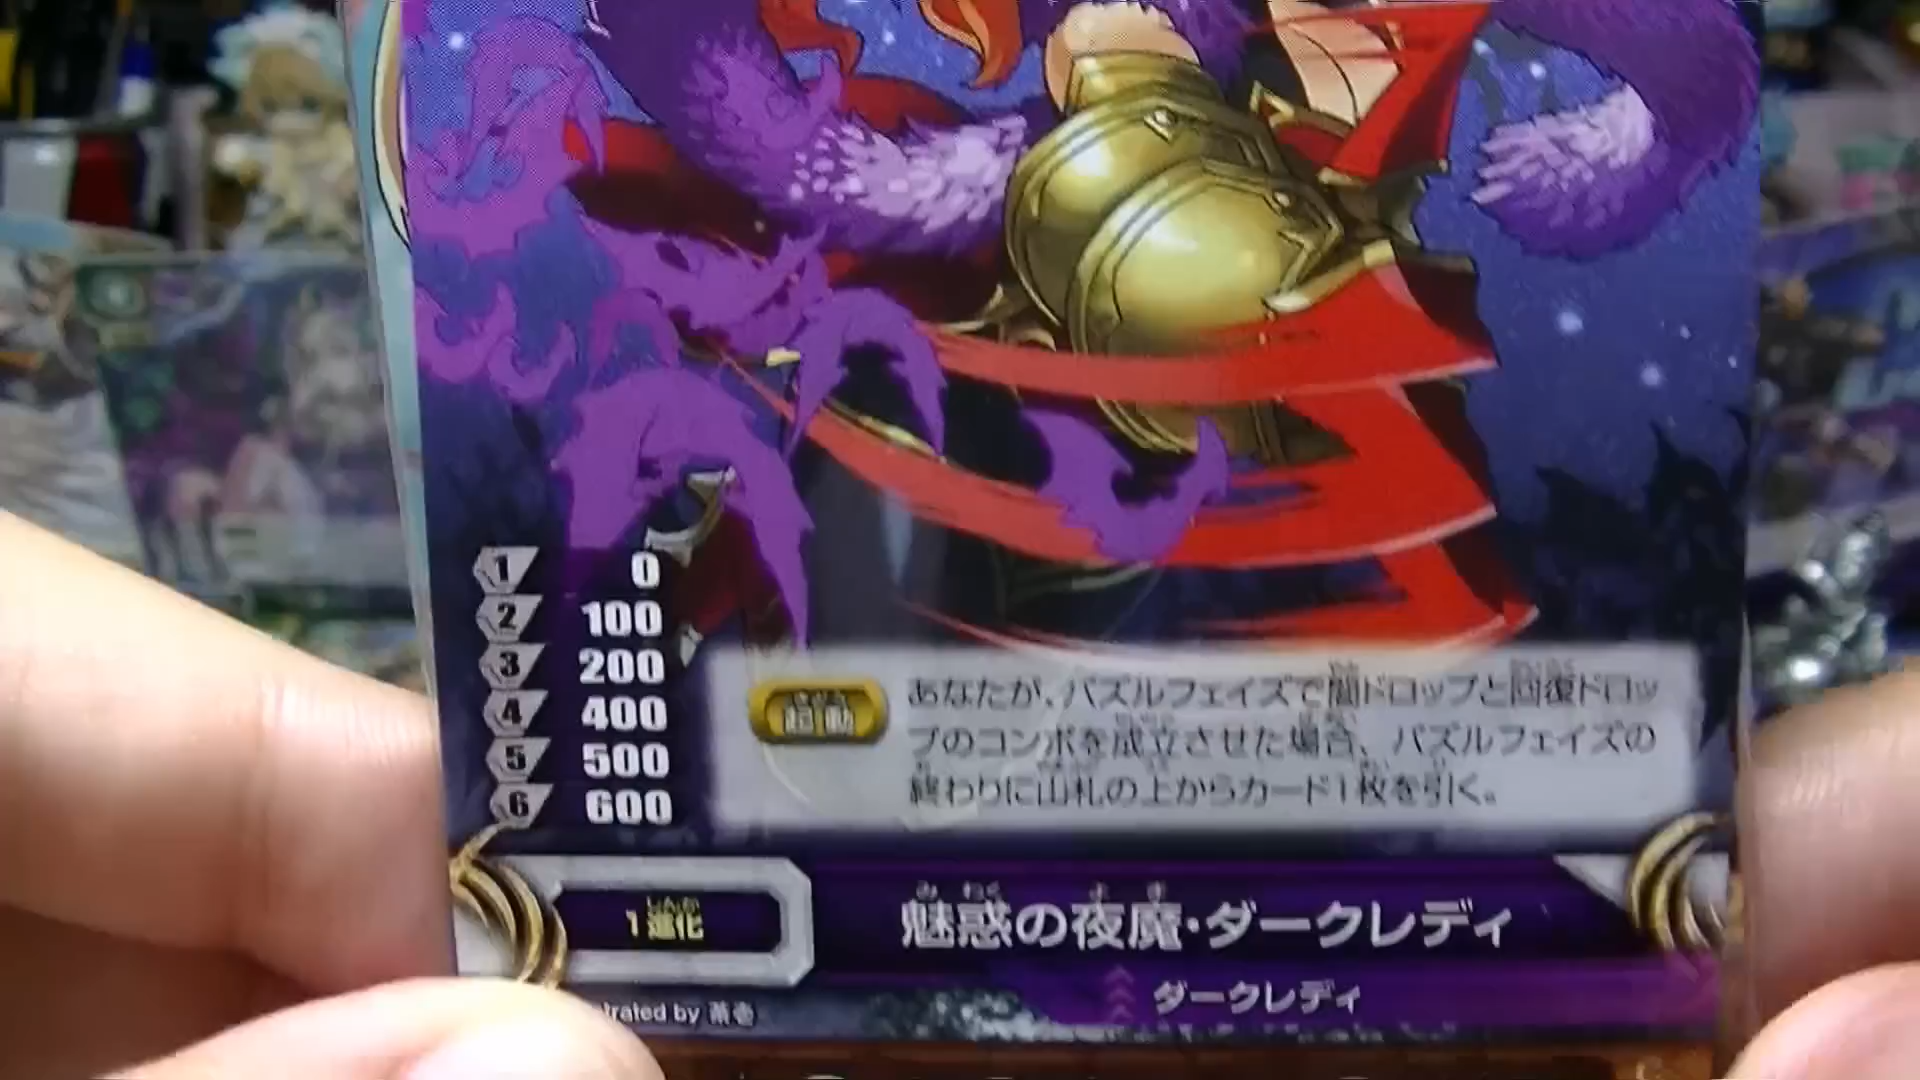 1 0
2 100
3 200
4 400
5 500
6 600
起動
あなたが、パズルフェイズで闇ドロップと回復ドロッ
プのコンボを成立させた場合、パズルフェイズの
終わりに山札の上からカード1枚を引く。
1進化
魅惑の夜魔・ダークレディ
ダークレディ
trated by 茶壱